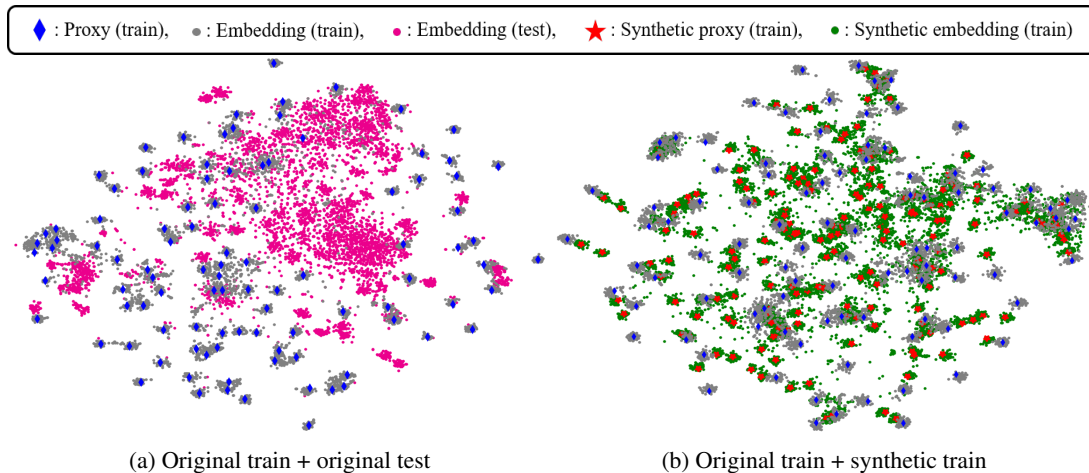 : Proxy (train), : Embedding (train), : Embedding (test), : Synthetic proxy (train), : Synthetic embedding (train)
(a) Original train + original test (b) Original train + synthetic train